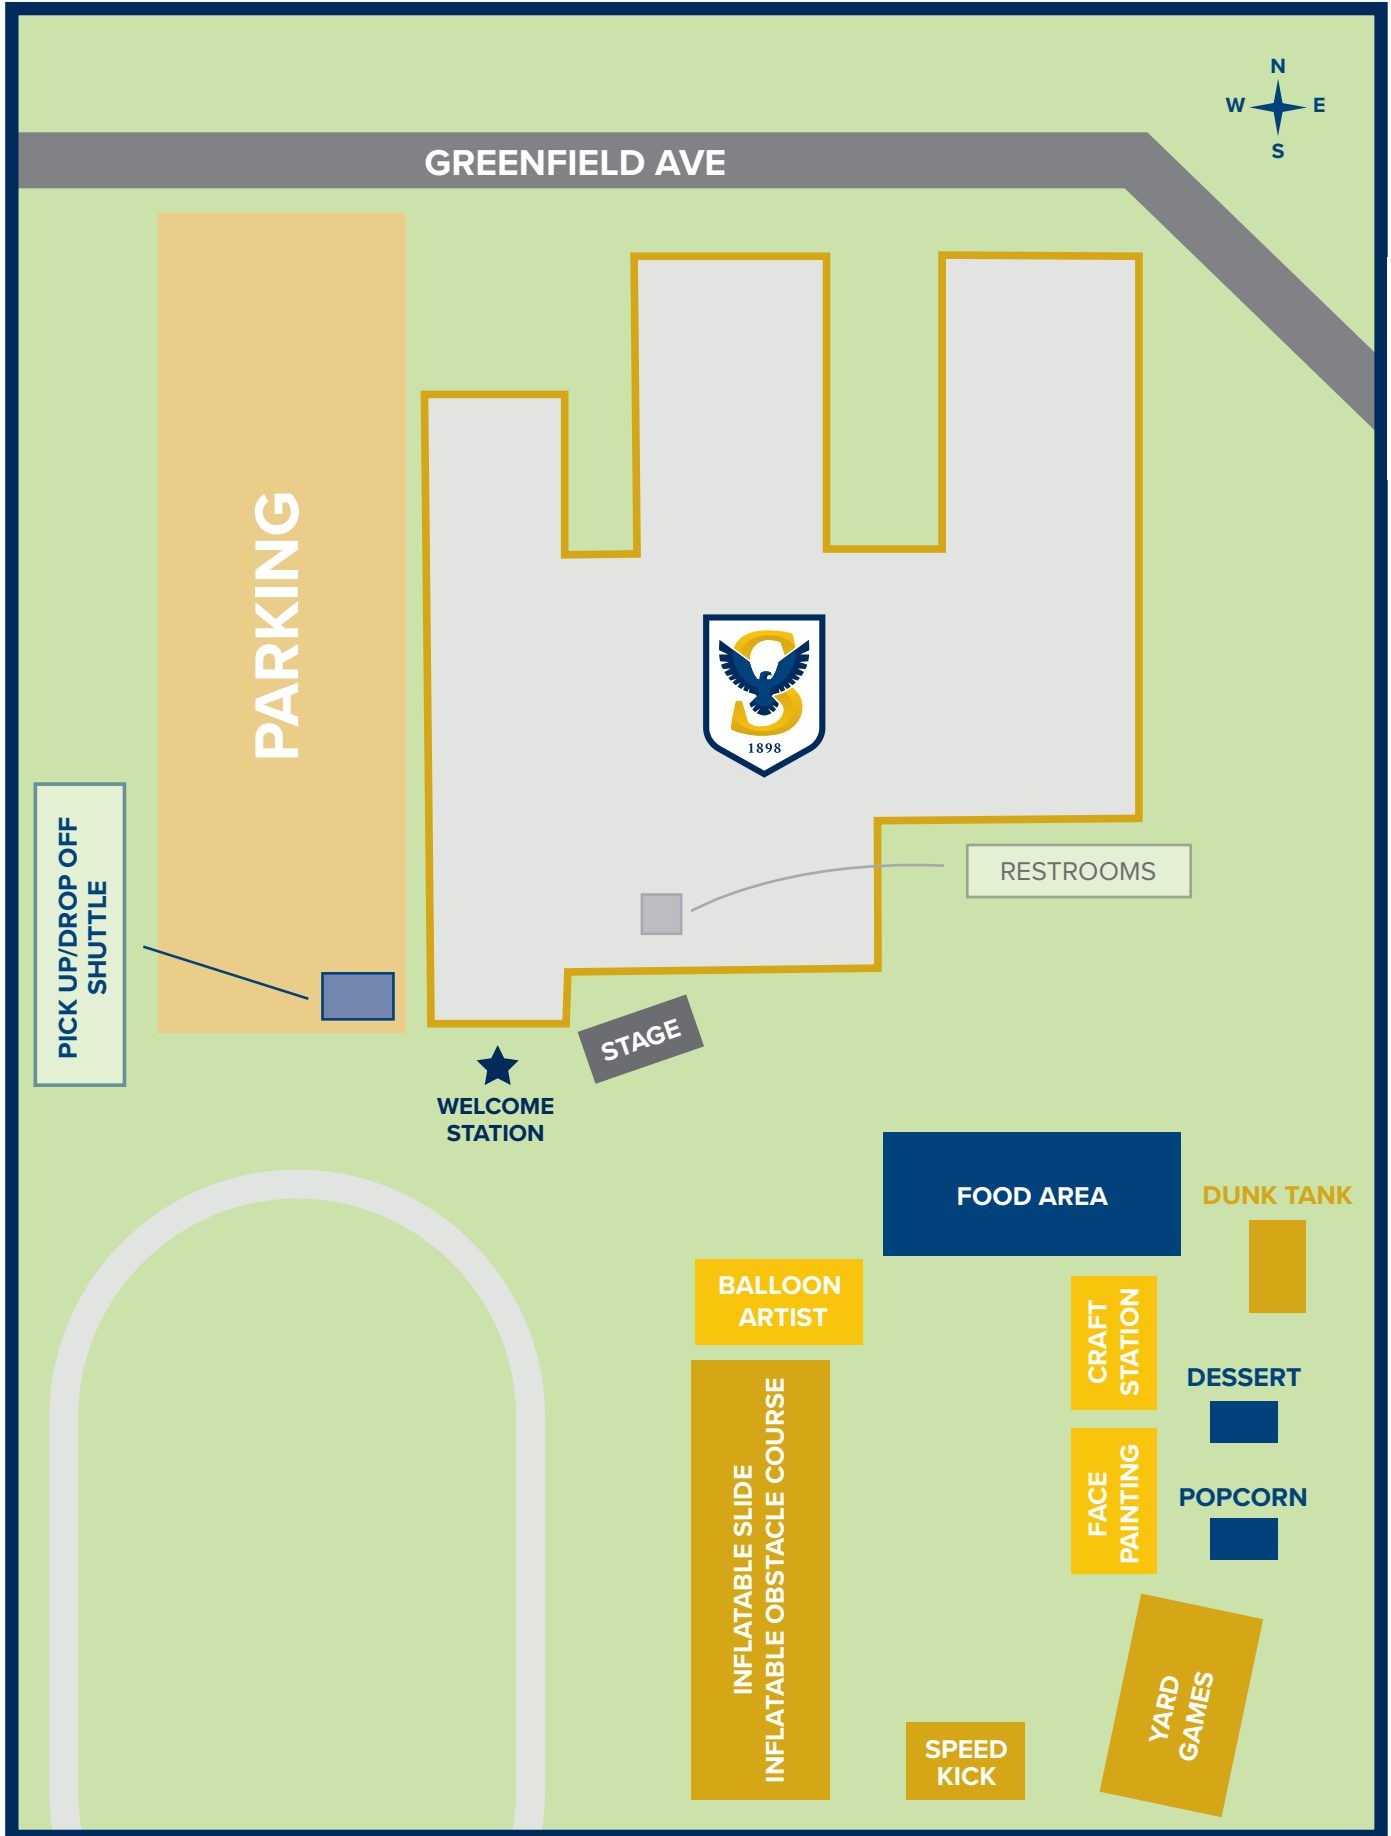 N
W E
S
GREENFIELD AVE
PARKING
S
1898
PICK UP/DROP OFF
SHUTTLE
RESTROOMS
STAGE
WELCOME
STATION
FOOD AREA
DUNK TANK
BALLOON
ARTIST
CRAFT
STATION
DESSERT
INFLATABLE SLIDE
INFLATABLE OBSTACLE COURSE
FACE
PAINTING
POPCORN
YARD
GAMES
SPEED
KICK